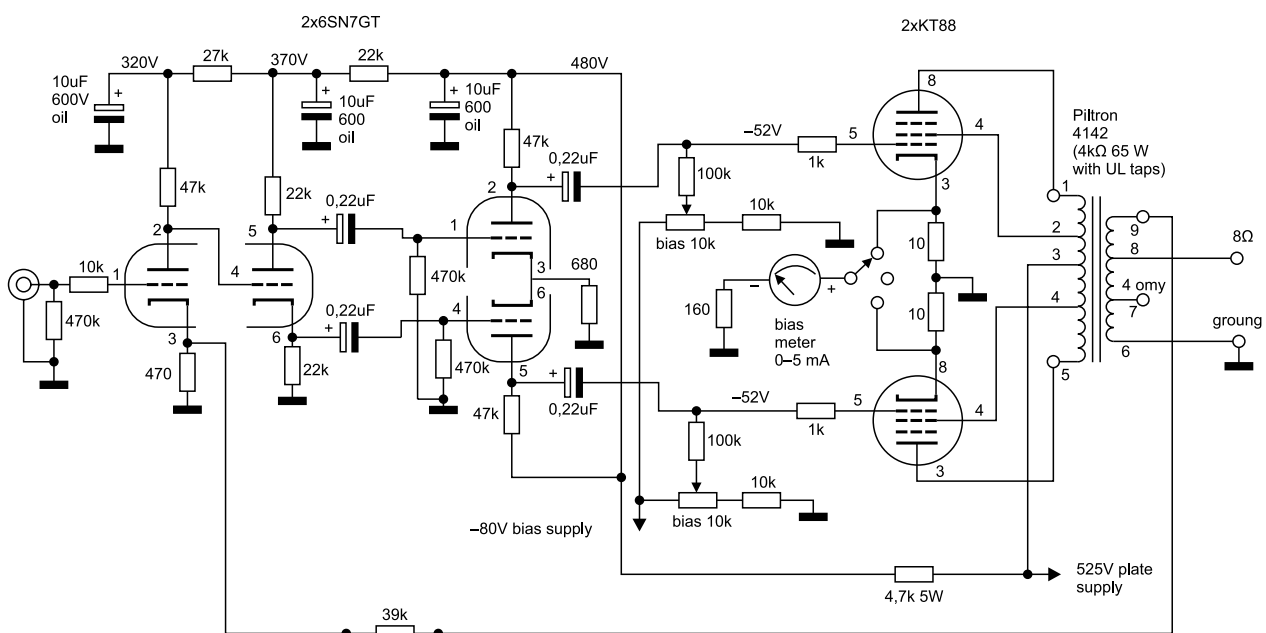 2x6SN7GT
2xKT88
320V
27k
370V
22k
480V
10uF
600V
oil
+
+
10uF
600
oil
+
10uF
600
oil
47k
47k
22k
0,22uF
+
0,22uF
+
–52V
1k
100k
10k
bias 10k
8
5
4
3
Piltron
4142
(4kΩ 65 W
with UL taps)
1
2
3
4
5
9
8
4 omy
7
6
8Ω
groung
10k
1
2
3
470k
470
5
4
6
22k
0,22uF
+
470k
470k
2
1
3
6
4
5
680
160
–
+
bias
meter
0–5 mA
10
10
47k
+
0,22uF
–52V
1k
100k
10k
bias 10k
8
5
4
3
–80V bias supply
4,7k 5W
525V plate
supply
39k